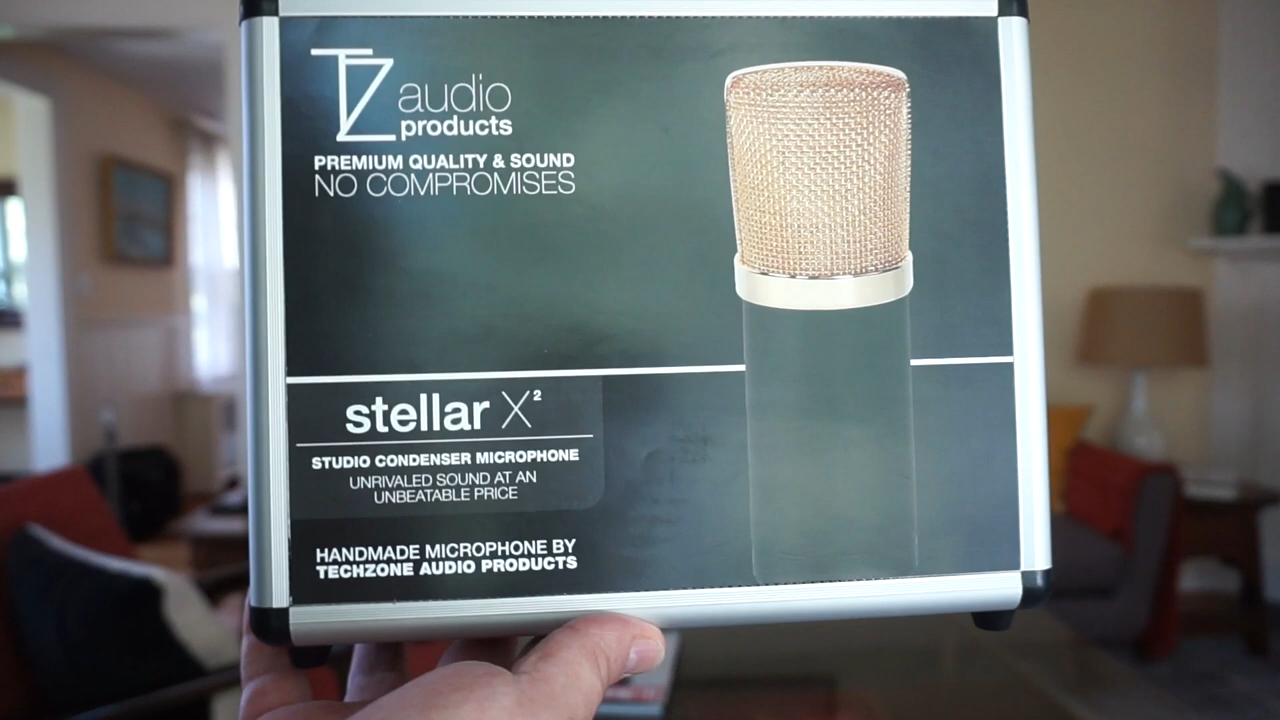 TZ audio
products
PREMIUM QUALITY & SOUND
NO COMPROMISES
stellar X²
STUDIO CONDENSER MICROPHONE
UNRIVALED SOUND AT AN
UNBEATABLE PRICE
HANDMADE MICROPHONE BY
TECHZONE AUDIO PRODUCTS